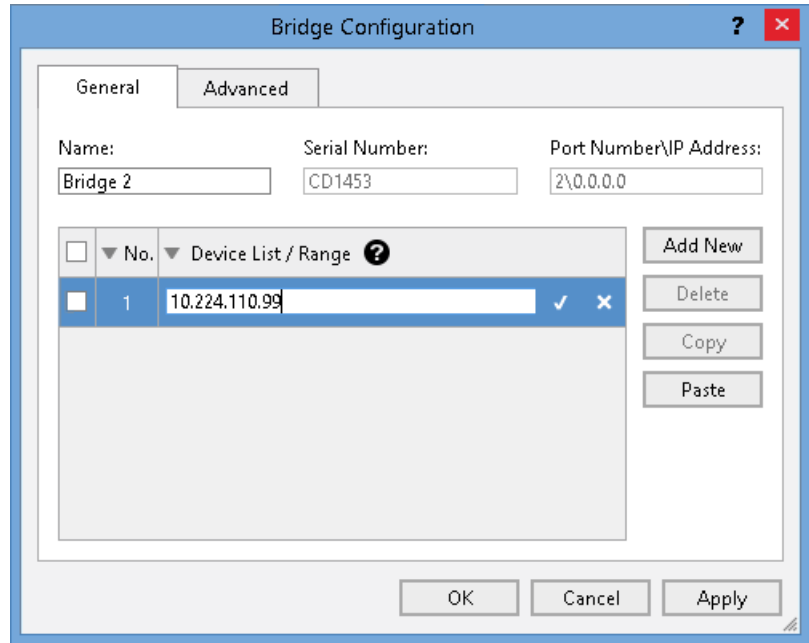 Bridge Configuration ? ×
General Advanced
Name: Serial Number: Port Number\IP Address:
Bridge 2 CD1453 2\0.0.0.0
No. Device List / Range ? Add New
1 10.224.110.99 Delete
Copy
Paste
OK Cancel Apply